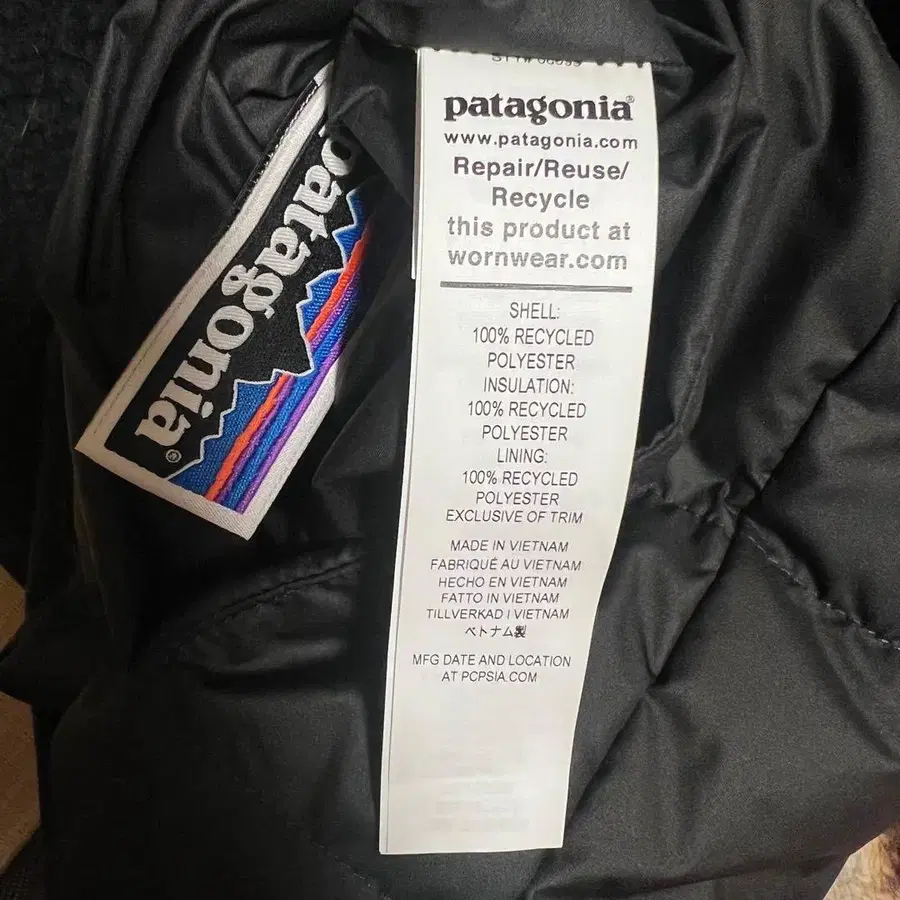 patagonia®
www.patagonia.com
Repair/Reuse/
Recycle
this product at
wornwear.com
SHELL:
100% RECYCLED
POLYESTER
INSULATION:
100% RECYCLED
POLYESTER
LINING:
100% RECYCLED
POLYESTER
EXCLUSIVE OF TRIM
MADE IN VIETNAM
FABRIQUÉ AU VIETNAM
HECHO EN VIETNAM
FATTO IN VIETNAM
TILLVERKAD I VIETNAM
ベトナム製
MFG DATE AND LOCATION
AT PCPSIA.COM
patagonia®